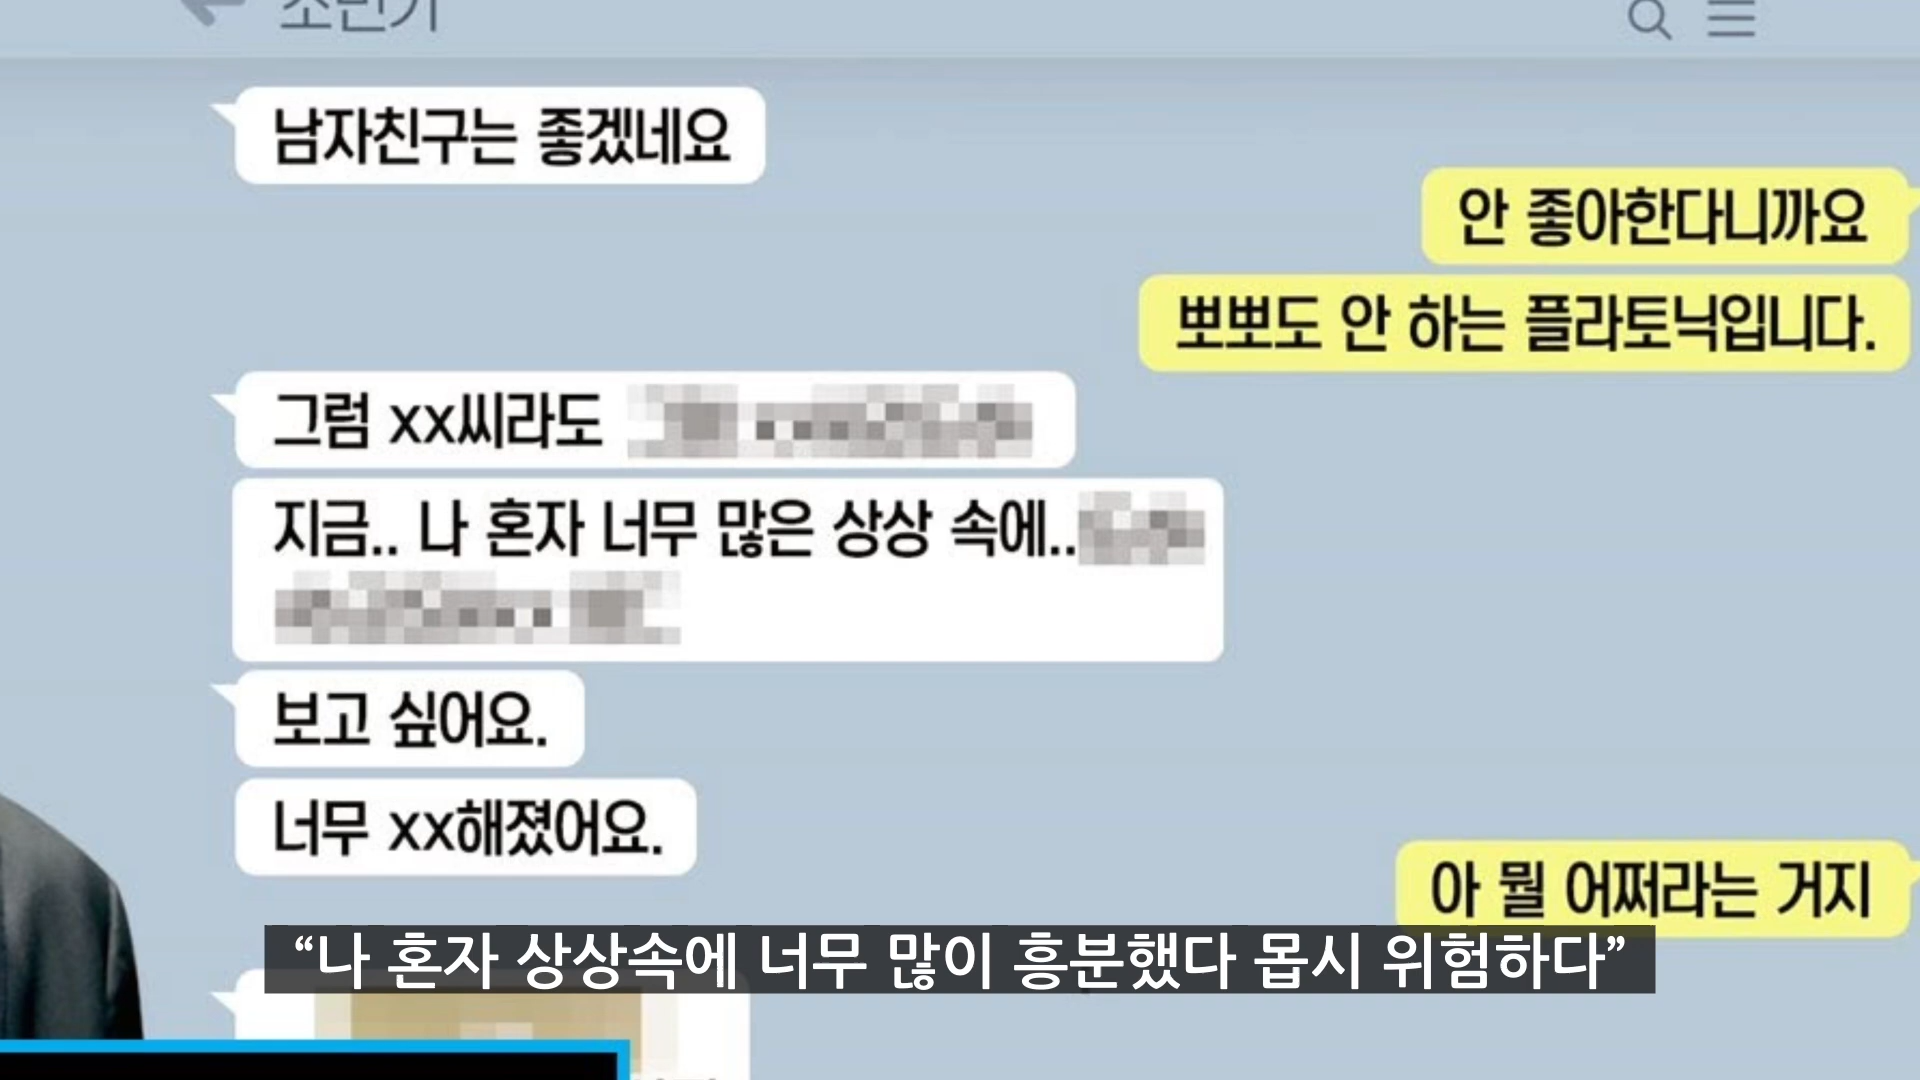 조민기
남자친구는 좋겠네요
안 좋아한다니까요
뽀뽀도 안 하는 플라토닉입니다.
그럼 xx씨라도
지금.. 나 혼자 너무 많은 상상 속에..
보고 싶어요.
너무 xx해졌어요.
아 뭘 어쩌라는 거지
“나 혼자 상상속에 너무 많이 흥분했다 몹시 위험하다”